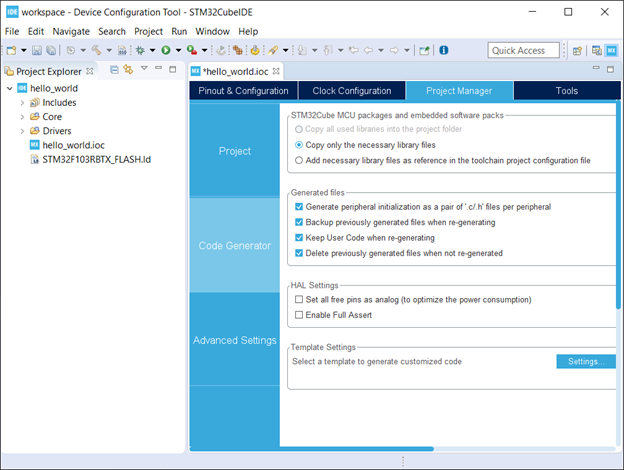 IDE workspace - Device Configuration Tool - STM32CubeIDE
File Edit Navigate Search Project Run Window Help
Quick Access
MX
Project Explorer
MX *hello_world.ioc
IDE hello_world
Includes
Core
Drivers
MX hello_world.ioc
STM32F103RBTX_FLASH.ld
Pinout & Configuration Clock Configuration Project Manager Tools
Project
Code Generator
Advanced Settings
STM32Cube MCU packages and embedded software packs
Copy all used libraries into the project folder
Copy only the necessary library files
Add necessary library files as reference in the toolchain project configuration file
Generated files
Generate peripheral initialization as a pair of '.c/.h' files per peripheral
Backup previously generated files when re-generating
Keep User Code when re-generating
Delete previously generated files when not re-generated
HAL Settings
Set all free pins as analog (to optimize the power consumption)
Enable Full Assert
Template Settings
Select a template to generate customized code
Settings...